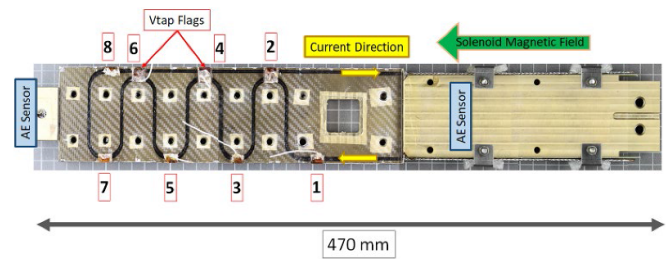 Vtap Flags
8
6
4
2
Current Direction
Solenoid Magnetic Field
AE Sensor
AE Sensor
7
5
3
1
470 mm